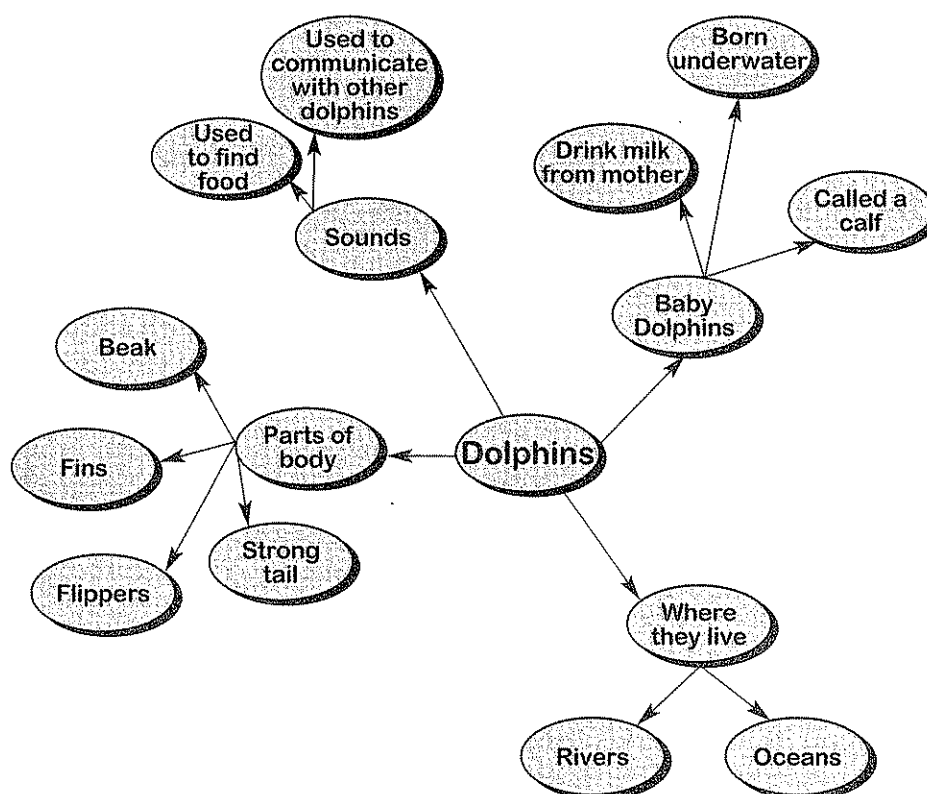 Used to
communicate
with other
dolphins
Used
to find
food
Sounds
Born
underwater
Drink milk
from mother
Called a
calf
Baby
Dolphins
Beak
Fins
Flippers
Strong
tail
Parts of
body
Dolphins
Where
they live
Rivers
Oceans